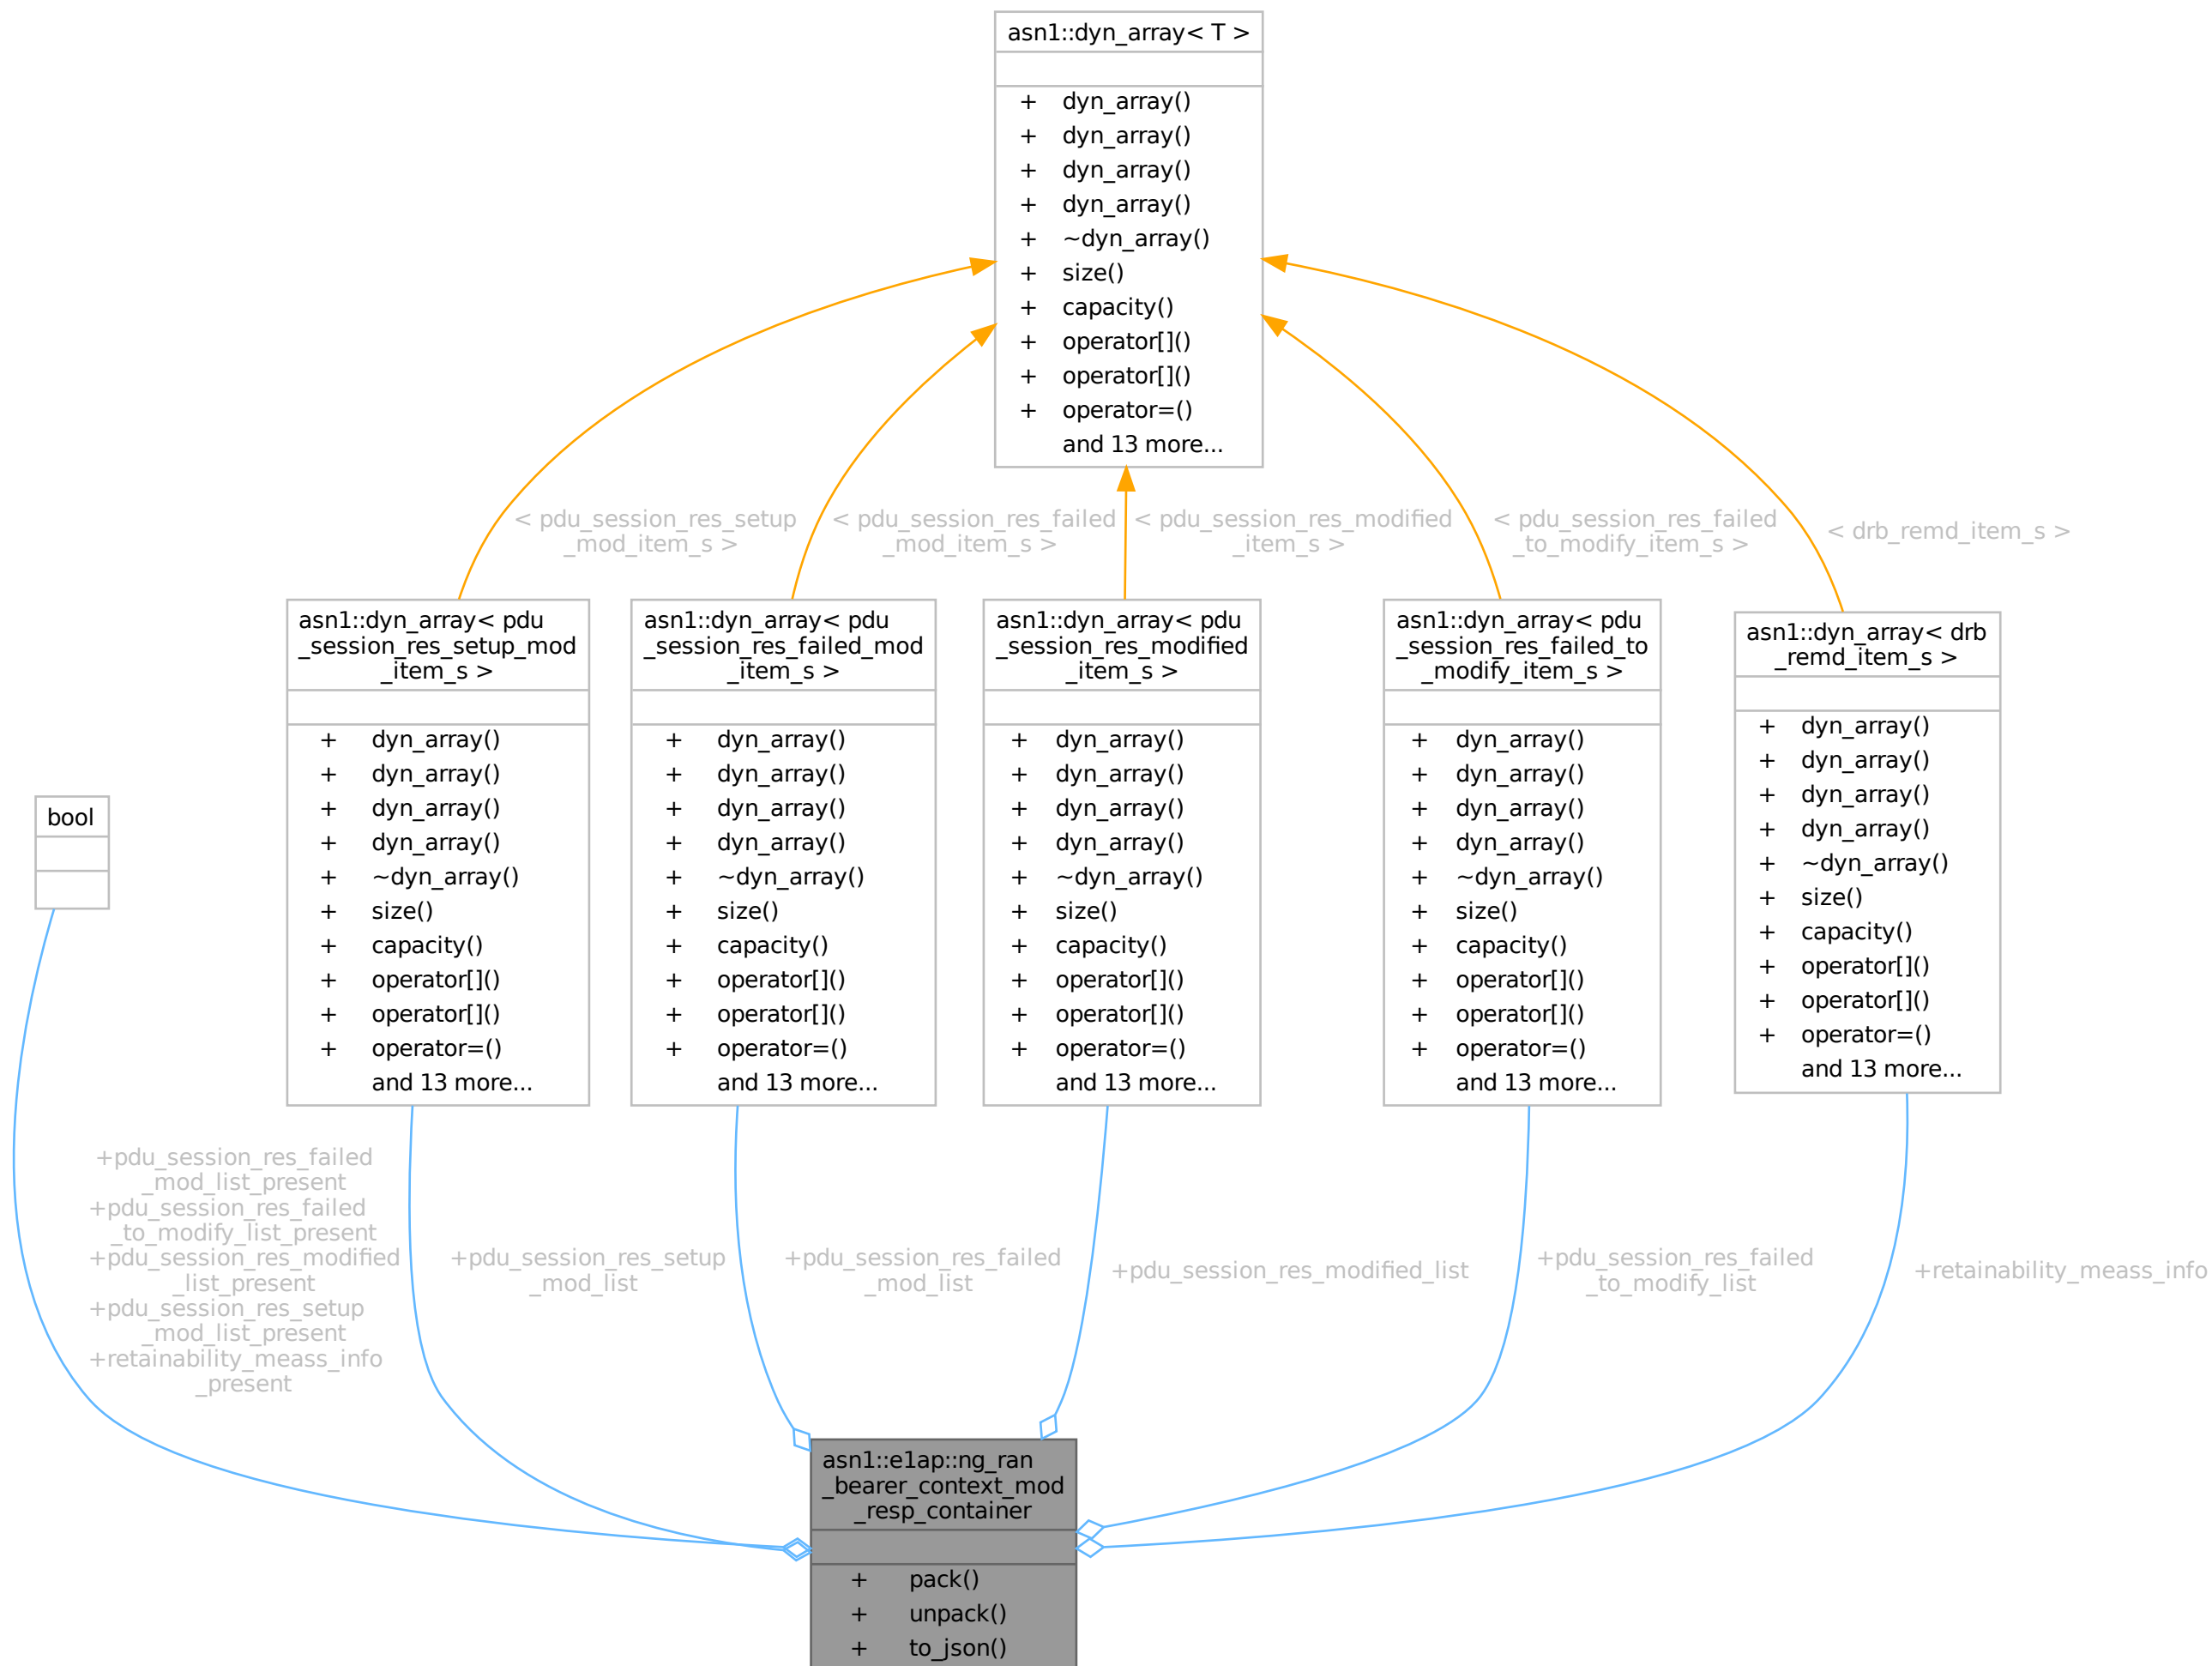 asn1::dyn_array< T >
+ dyn_array()
+ dyn_array()
+ dyn_array()
+ dyn_array()
+ ~dyn_array()
+ size()
+ capacity()
+ operator[]()
+ operator[]()
+ operator=()
and 13 more...
< pdu_session_res_setup
_mod_item_s >
< pdu_session_res_failed
_mod_item_s >
< pdu_session_res_modified
_item_s >
< pdu_session_res_failed
_to_modify_item_s >
< drb_remd_item_s >
bool
asn1::dyn_array< pdu
_session_res_setup_mod
_item_s >
+ dyn_array()
+ dyn_array()
+ dyn_array()
+ dyn_array()
+ ~dyn_array()
+ size()
+ capacity()
+ operator[]()
+ operator[]()
+ operator=()
and 13 more...
asn1::dyn_array< pdu
_session_res_failed_mod
_item_s >
+ dyn_array()
+ dyn_array()
+ dyn_array()
+ dyn_array()
+ ~dyn_array()
+ size()
+ capacity()
+ operator[]()
+ operator[]()
+ operator=()
and 13 more...
asn1::dyn_array< pdu
_session_res_modified
_item_s >
+ dyn_array()
+ dyn_array()
+ dyn_array()
+ dyn_array()
+ ~dyn_array()
+ size()
+ capacity()
+ operator[]()
+ operator[]()
+ operator=()
and 13 more...
asn1::dyn_array< pdu
_session_res_failed_to
_modify_item_s >
+ dyn_array()
+ dyn_array()
+ dyn_array()
+ dyn_array()
+ ~dyn_array()
+ size()
+ capacity()
+ operator[]()
+ operator[]()
+ operator=()
and 13 more...
asn1::dyn_array< drb
_remd_item_s >
+ dyn_array()
+ dyn_array()
+ dyn_array()
+ dyn_array()
+ ~dyn_array()
+ size()
+ capacity()
+ operator[]()
+ operator[]()
+ operator=()
and 13 more...
+pdu_session_res_failed
_mod_list_present
+pdu_session_res_failed
_to_modify_list_present
+pdu_session_res_modified
_list_present
+pdu_session_res_setup
_mod_list_present
+retainability_meass_info
_present
+pdu_session_res_setup
_mod_list
+pdu_session_res_failed
_mod_list
+pdu_session_res_modified_list
+pdu_session_res_failed
_to_modify_list
+retainability_meass_info
asn1::e1ap::ng_ran
_bearer_context_mod
_resp_container
+ pack()
+ unpack()
+ to_json()